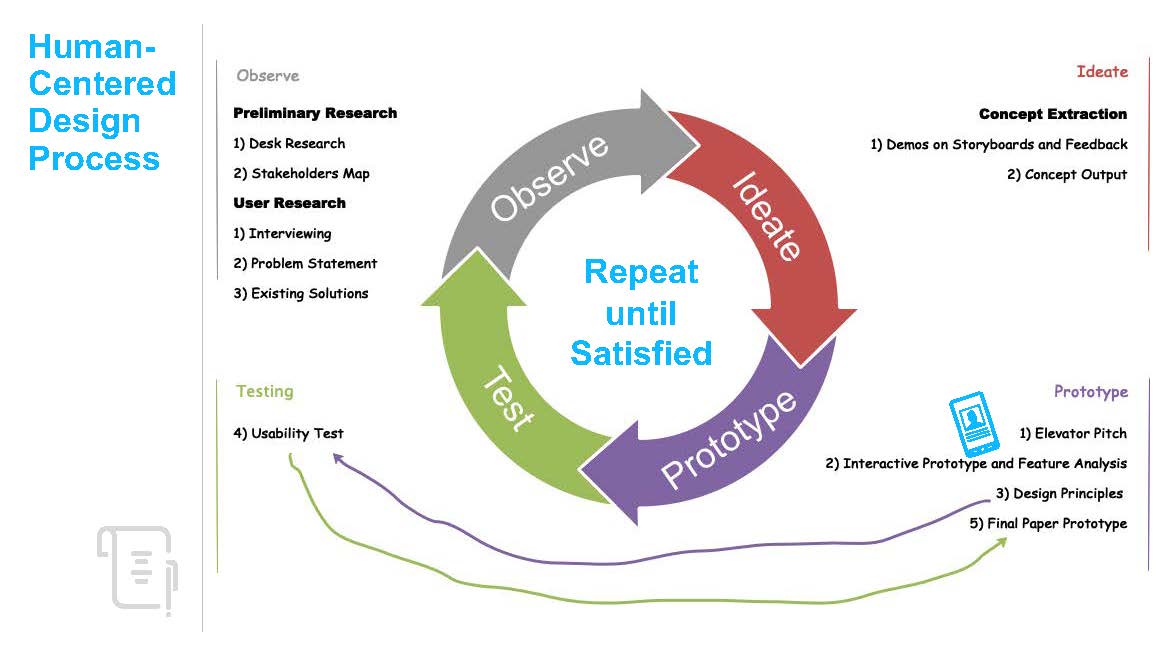 Human-
Centered
Design
Process
Observe
Preliminary Research
1) Desk Research
2) Stakeholders Map
User Research
1) Interviewing
2) Problem Statement
3) Existing Solutions
Ideate
Concept Extraction
1) Demos on Storyboards and Feedback
2) Concept Output
Observe
Ideate
Prototype
Test
Repeat
until
Satisfied
Testing
4) Usability Test
Prototype
1) Elevator Pitch
2) Interactive Prototype and Feature Analysis
3) Design Principles
5) Final Paper Prototype